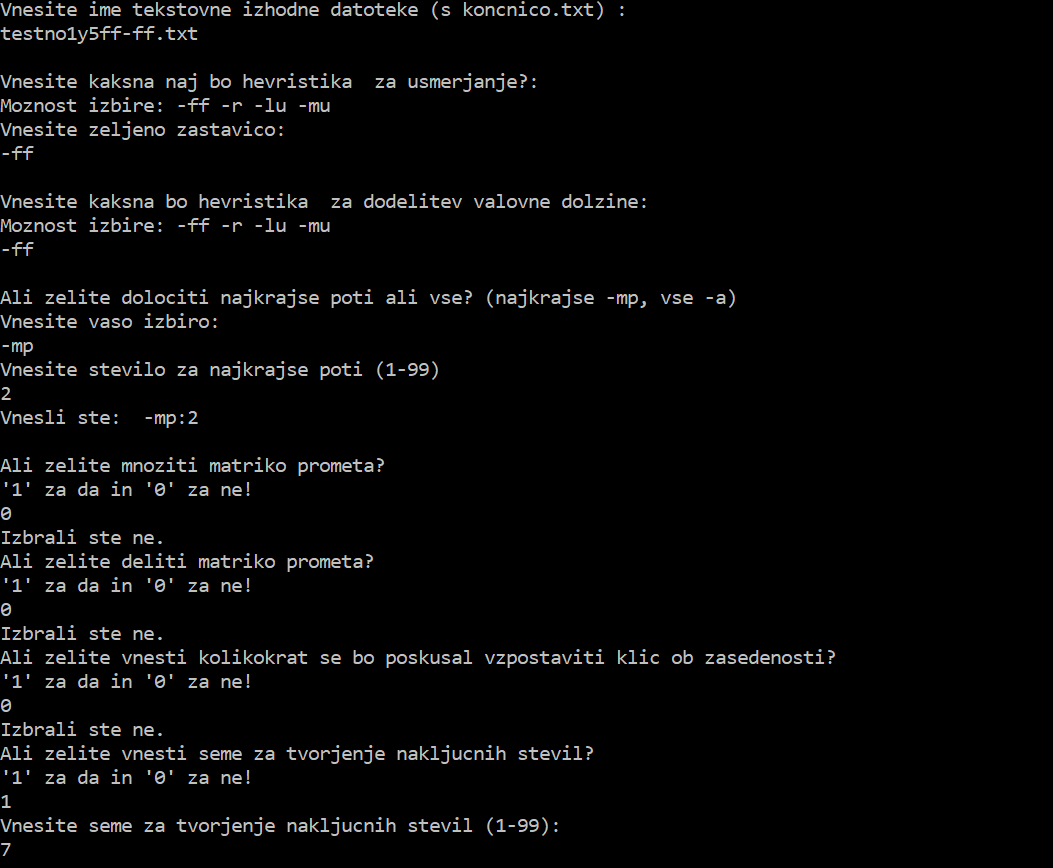 Vnesite ime tekstovne izhodne datoteke (s koncnico.txt) :
testno1y5ff-ff.txt
Vnesite kaksna naj bo hevristika  za usmerjanje?:
Moznost izbire: -ff -r -lu -mu
Vnesite zeljeno zastavico:
-ff
Vnesite kaksna bo hevristika  za dodelitev valovne dolzine:
Moznost izbire: -ff -r -lu -mu
-ff
Ali zelite dolociti najkrajse poti ali vse? (najkrajse -mp, vse -a)
Vnesite vaso izbiro:
-mp
Vnesite stevilo za najkrajse poti (1-99)
2
Vnesli ste:  -mp:2
Ali zelite mnoziti matriko prometa?
'1' za da in '0' za ne!
0
Izbrali ste ne.
Ali zelite deliti matriko prometa?
'1' za da in '0' za ne!
0
Izbrali ste ne.
Ali zelite vnesti kolikokrat se bo poskusal vzpostaviti klic ob zasedenosti?
'1' za da in '0' za ne!
0
Izbrali ste ne.
Ali zelite vnesti seme za tvorjenje nakljucnih stevil?
'1' za da in '0' za ne!
1
Vnesite seme za tvorjenje nakljucnih stevil (1-99):
7